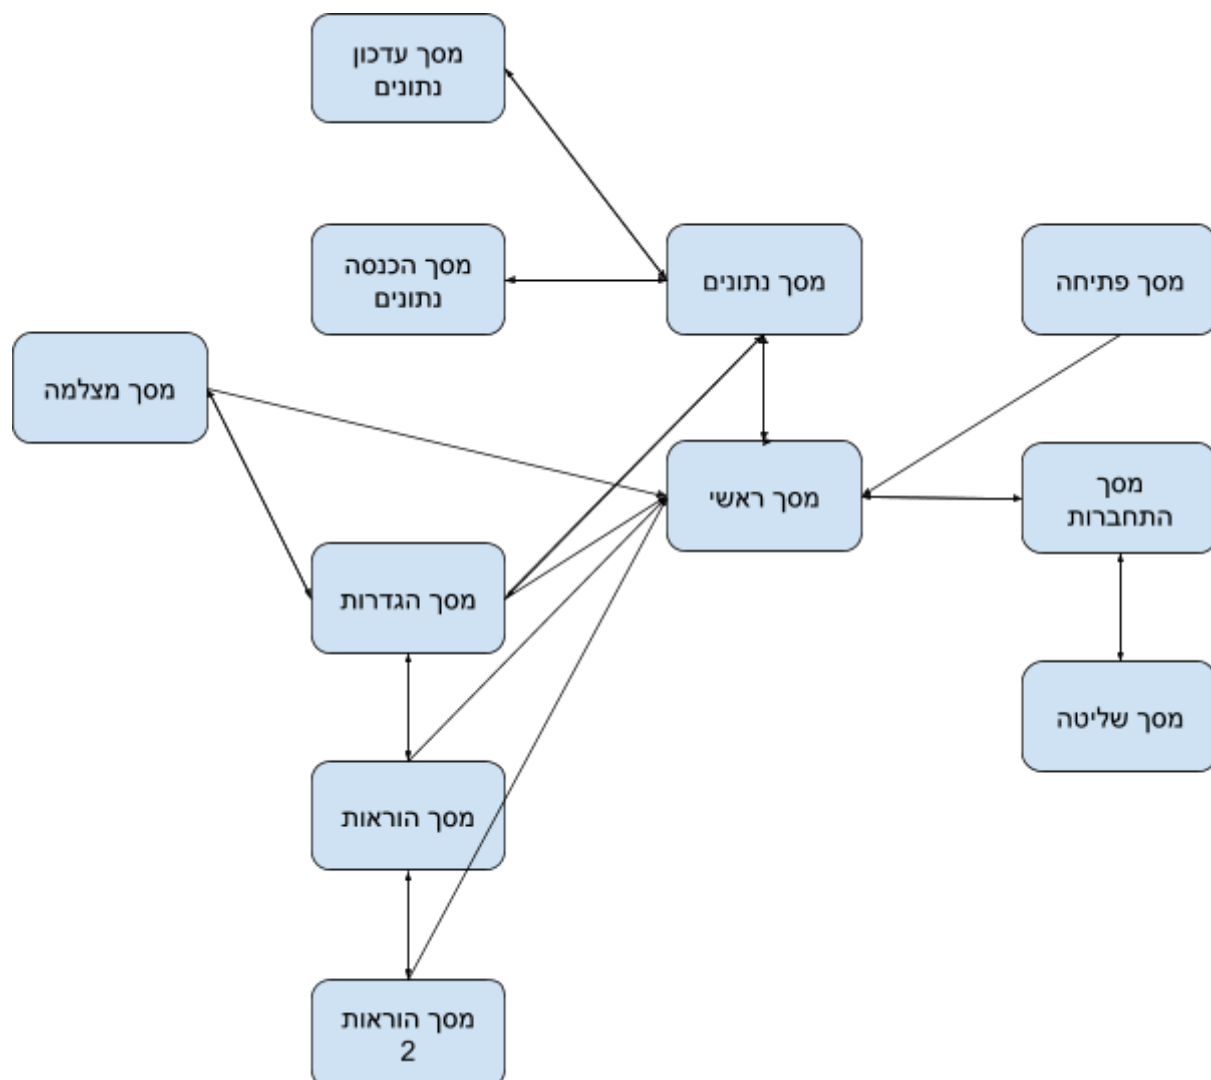 מסך עדכון
נתונים
מסך הכנסה
נתונים
מסך נתונים
מסך פתיחה
מסך מצלמה
מסך ראשי
מסך
התחברות
מסך הגדרות
מסך שליטה
מסך הוראות
מסך הוראות
2